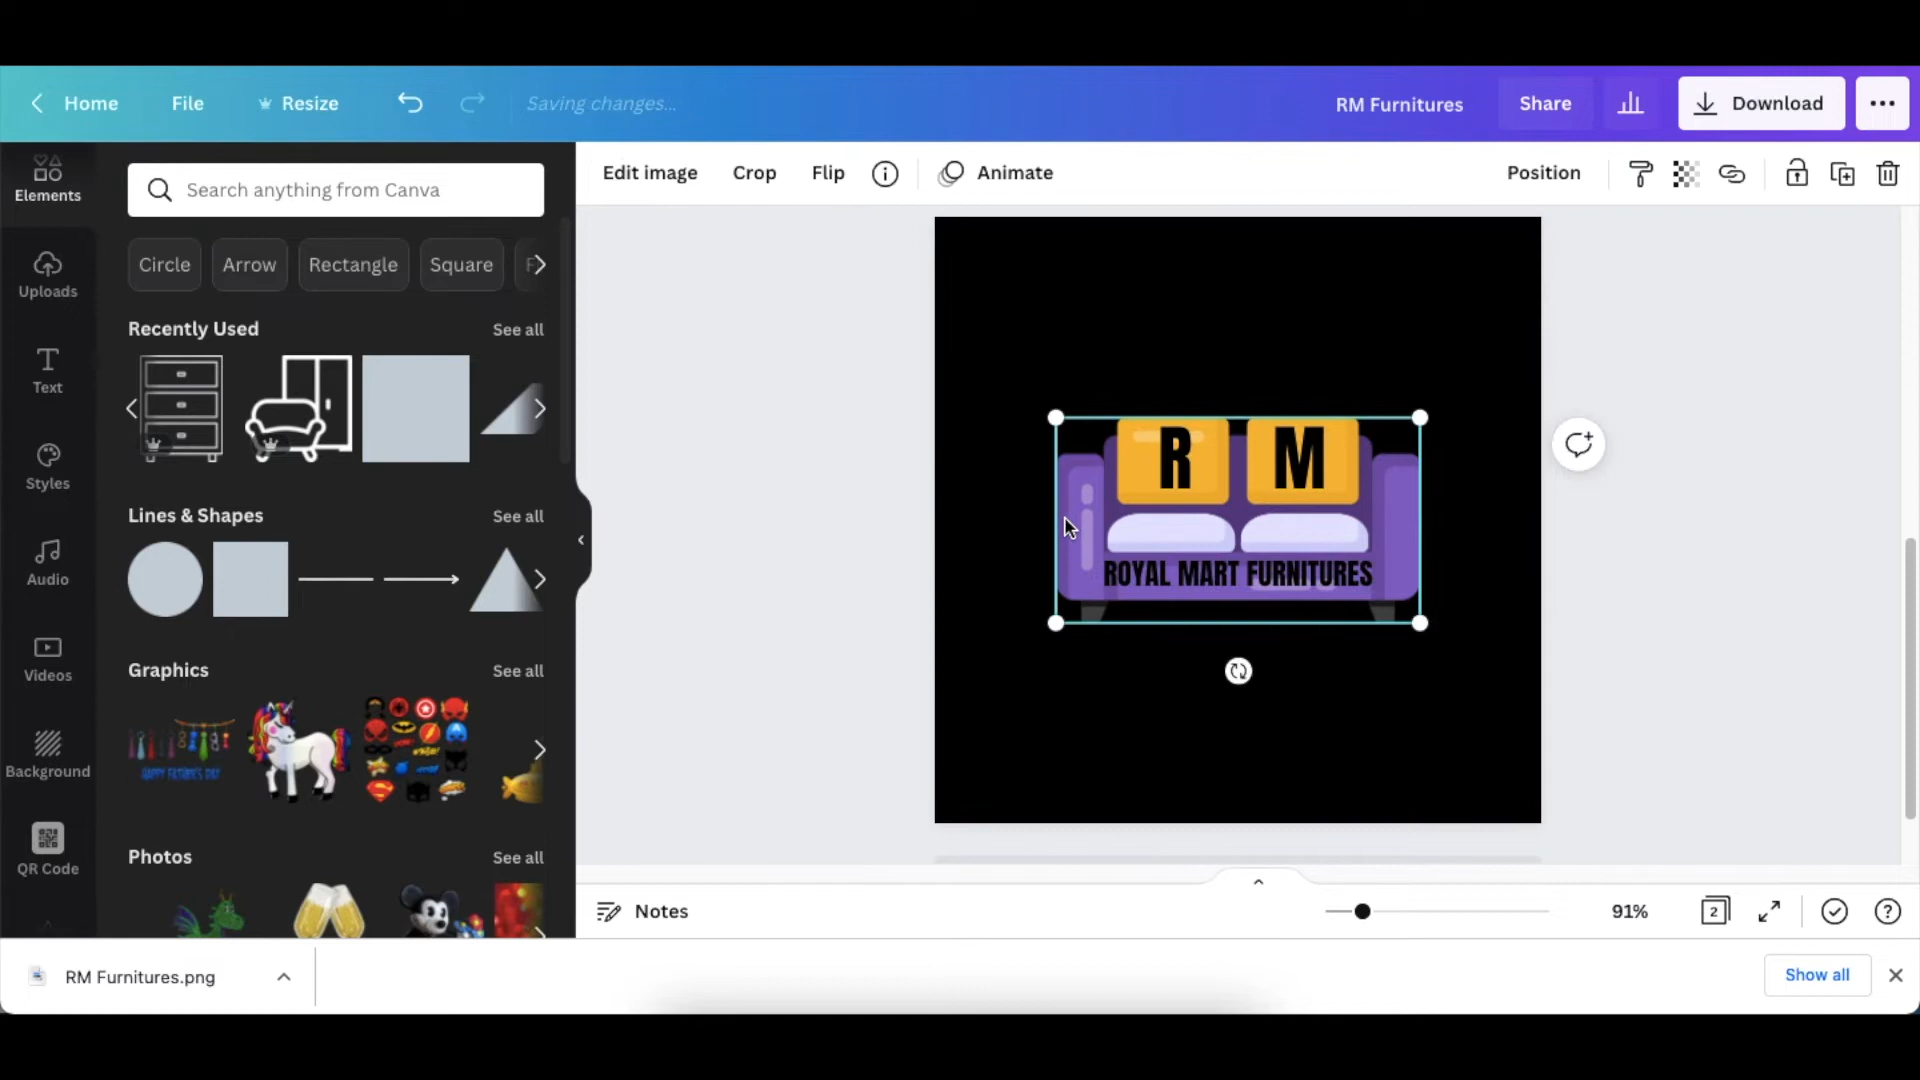 Home File Resize Saving changes... RM Furnitures Share Download
Elements
Uploads
Text
Styles
Audio
Videos
Background
QR Code
Search anything from Canva
Circle Arrow Rectangle Square
Recently Used See all
Lines & Shapes See all
Graphics See all
HAPPY FATHER'S DAY
Photos See all
Edit image Crop Flip Animate Position
R M
ROYAL MART FURNITURES
Notes 91% 2
RM Furnitures.png Show all